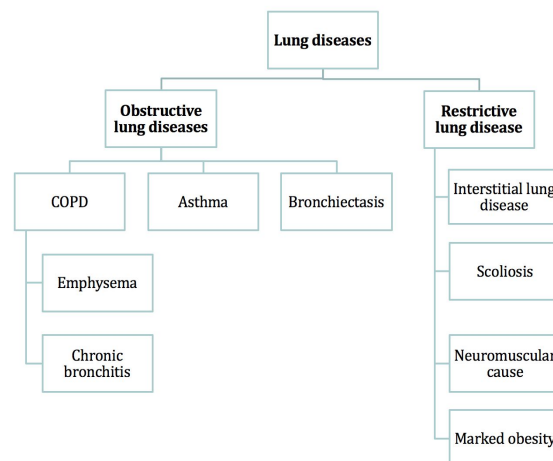 Lung diseases
Obstructive
lung diseases
Restrictive
lung disease
COPD
Asthma
Bronchiectasis
Interstitial lung
disease
Scoliosis
Emphysema
Chronic
bronchitis
Neuromuscular
cause
Marked obesity